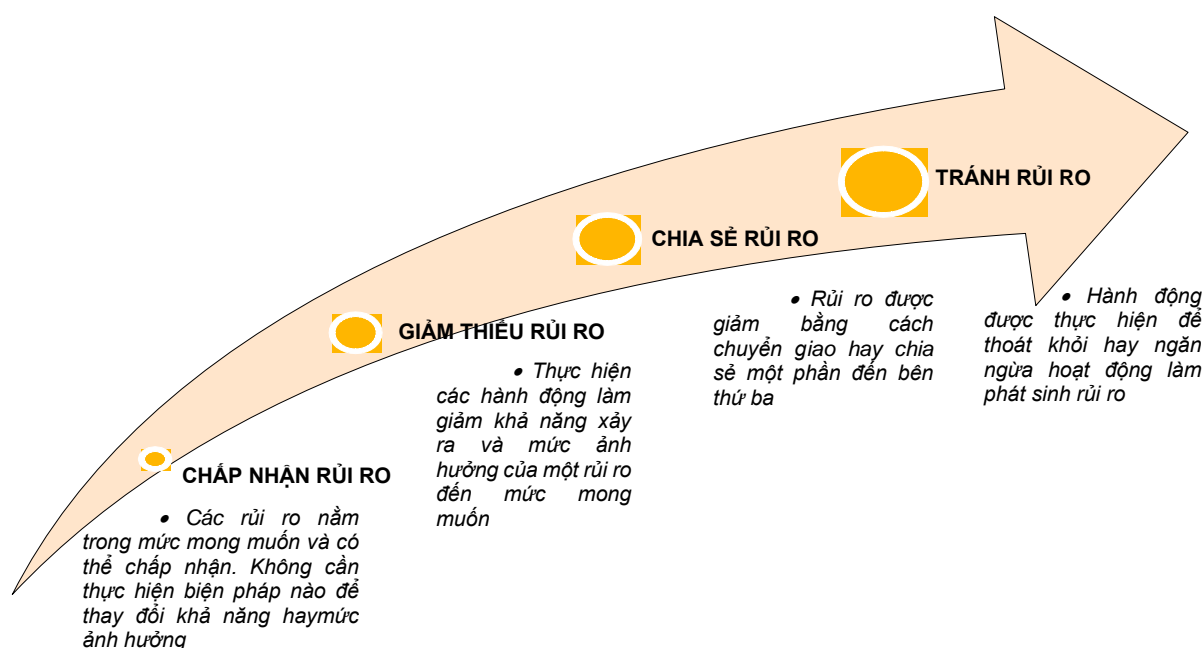 TRÁNH RỦI RO
CHIA SẺ RỦI RO
GIẢM THIỂU RỦI RO
CHẤP NHẬN RỦI RO
• Các rủi ro nằm
trong mức mong muốn và có
thể chấp nhận. Không cần
thực hiện biện pháp nào để
thay đổi khả năng haymức
ảnh hưởng
• Thực hiện
các hành động làm
giảm khả năng xảy
ra và mức ảnh
hưởng của một rủi ro
đến mức mong
muốn
• Rủi ro được
giảm bằng cách
chuyển giao hay chia
sẻ một phần đến bên
thứ ba
• Hành động
được thực hiện để
thoát khỏi hay ngăn
ngừa hoạt động làm
phát sinh rủi ro